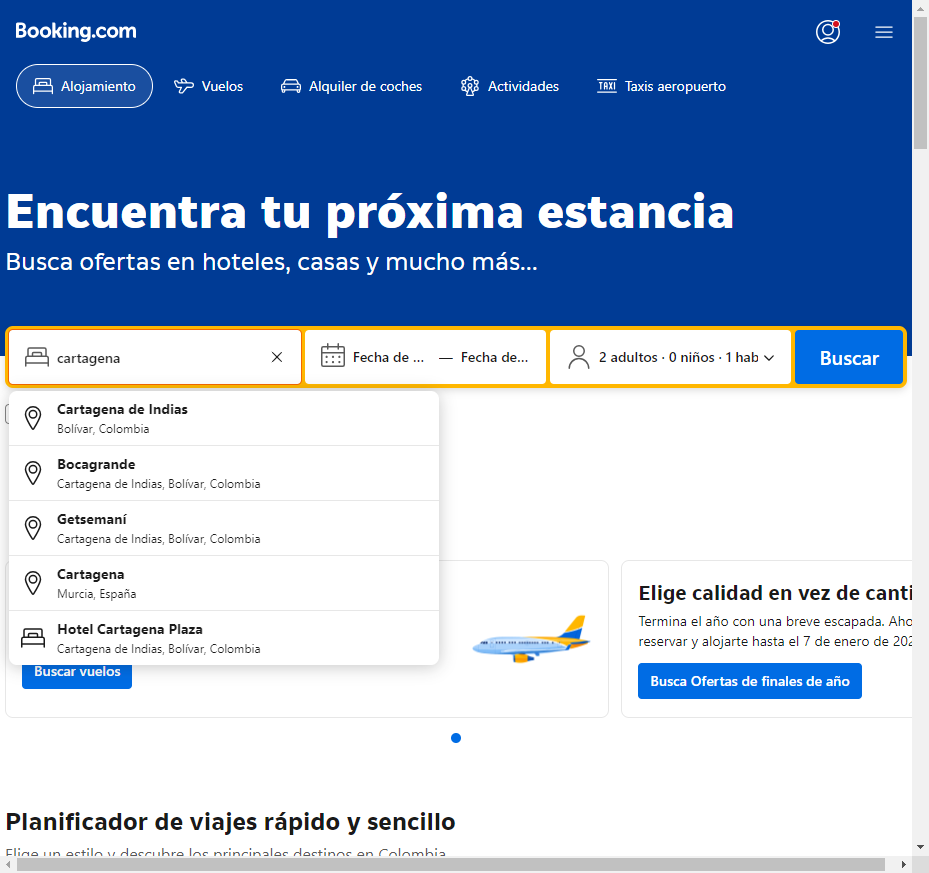 Booking.com
Alojamiento
Vuelos
Alquiler de coches
Actividades
TAXI
Taxis aeropuerto
Encuentra tu próxima estancia
Busca ofertas en hoteles, casas y mucho más...
cartagena
Fecha de ... — Fecha de...
2 adultos · 0 niños · 1 hab
Buscar
Cartagena de Indias
Bolívar, Colombia
Bocagrande
Cartagena de Indias, Bolívar, Colombia
Getsemaní
Cartagena de Indias, Bolívar, Colombia
Cartagena
Murcia, España
Hotel Cartagena Plaza
Cartagena de Indias, Bolívar, Colombia
Buscar vuelos
Elige calidad en vez de canti
Termina el año con una breve escapada. Aho
reservar y alojarte hasta el 7 de enero de 202
Busca Ofertas de finales de año
Planificador de viajes rápido y sencillo
Elige un estilo y descubre los principales destinos en Colombia